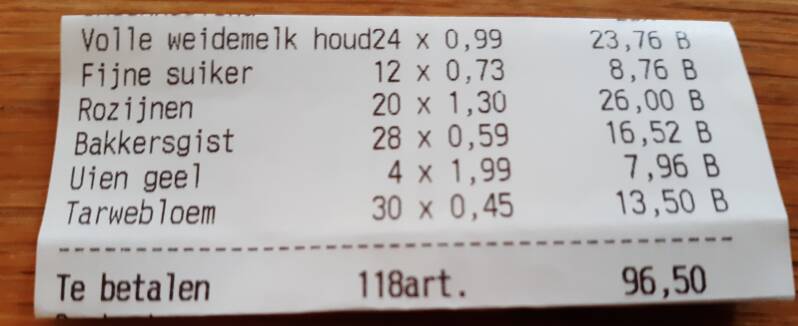 Volle weidemelk houd24 x 0,99 23,76 B
Fijne suiker 12 x 0,73 8,76 B
Rozijnen 20 x 1,30 26,00 B
Bakkersgist 28 x 0,59 16,52 B
Uien geel 4 x 1,99 7,96 B
Tarwebloem 30 x 0,45 13,50 B
Te betalen 118art. 96,50